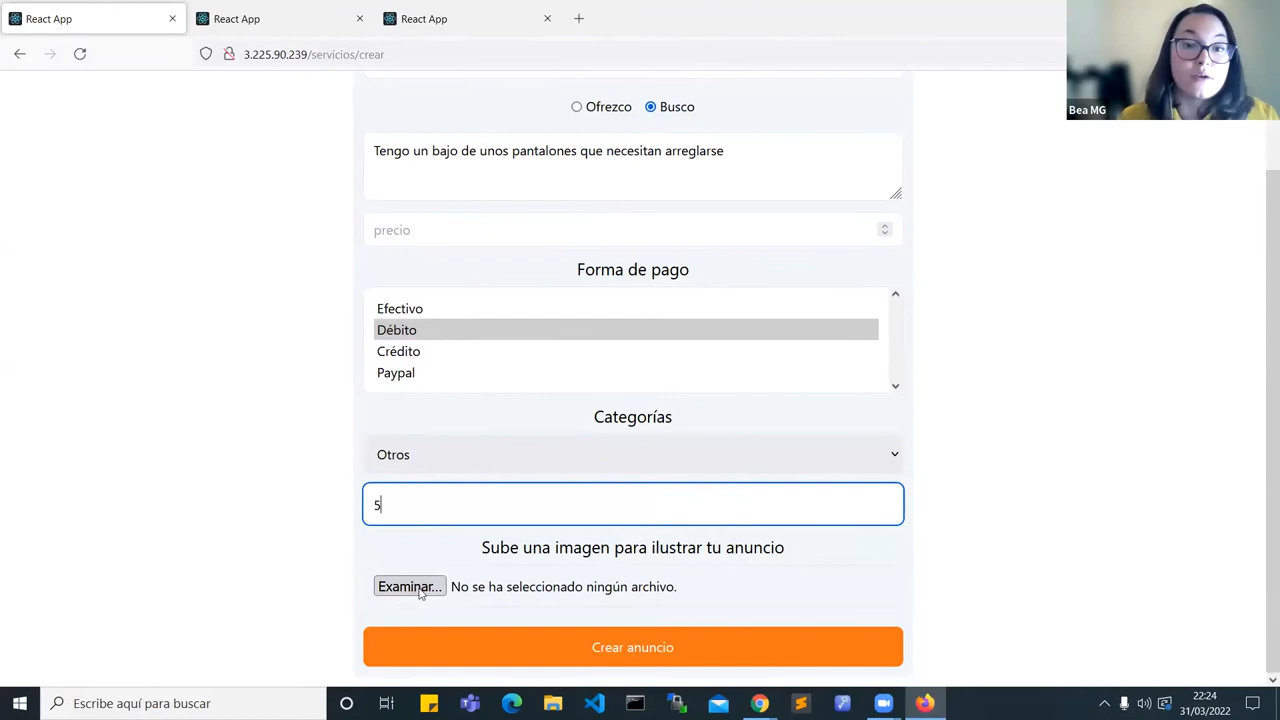 React App
React App
React App
3.225.90.239/servicios/crear
Bea MG
Ofrezco
Busco
Tengo un bajo de unos pantalones que necesitan arreglarse
precio
Forma de pago
Efectivo
Débito
Crédito
Paypal
Categorías
Otros
5
Sube una imagen para ilustrar tu anuncio
Examinar... No se ha seleccionado ningún archivo.
Crear anuncio
Escribe aquí para buscar
22:24
31/03/2022